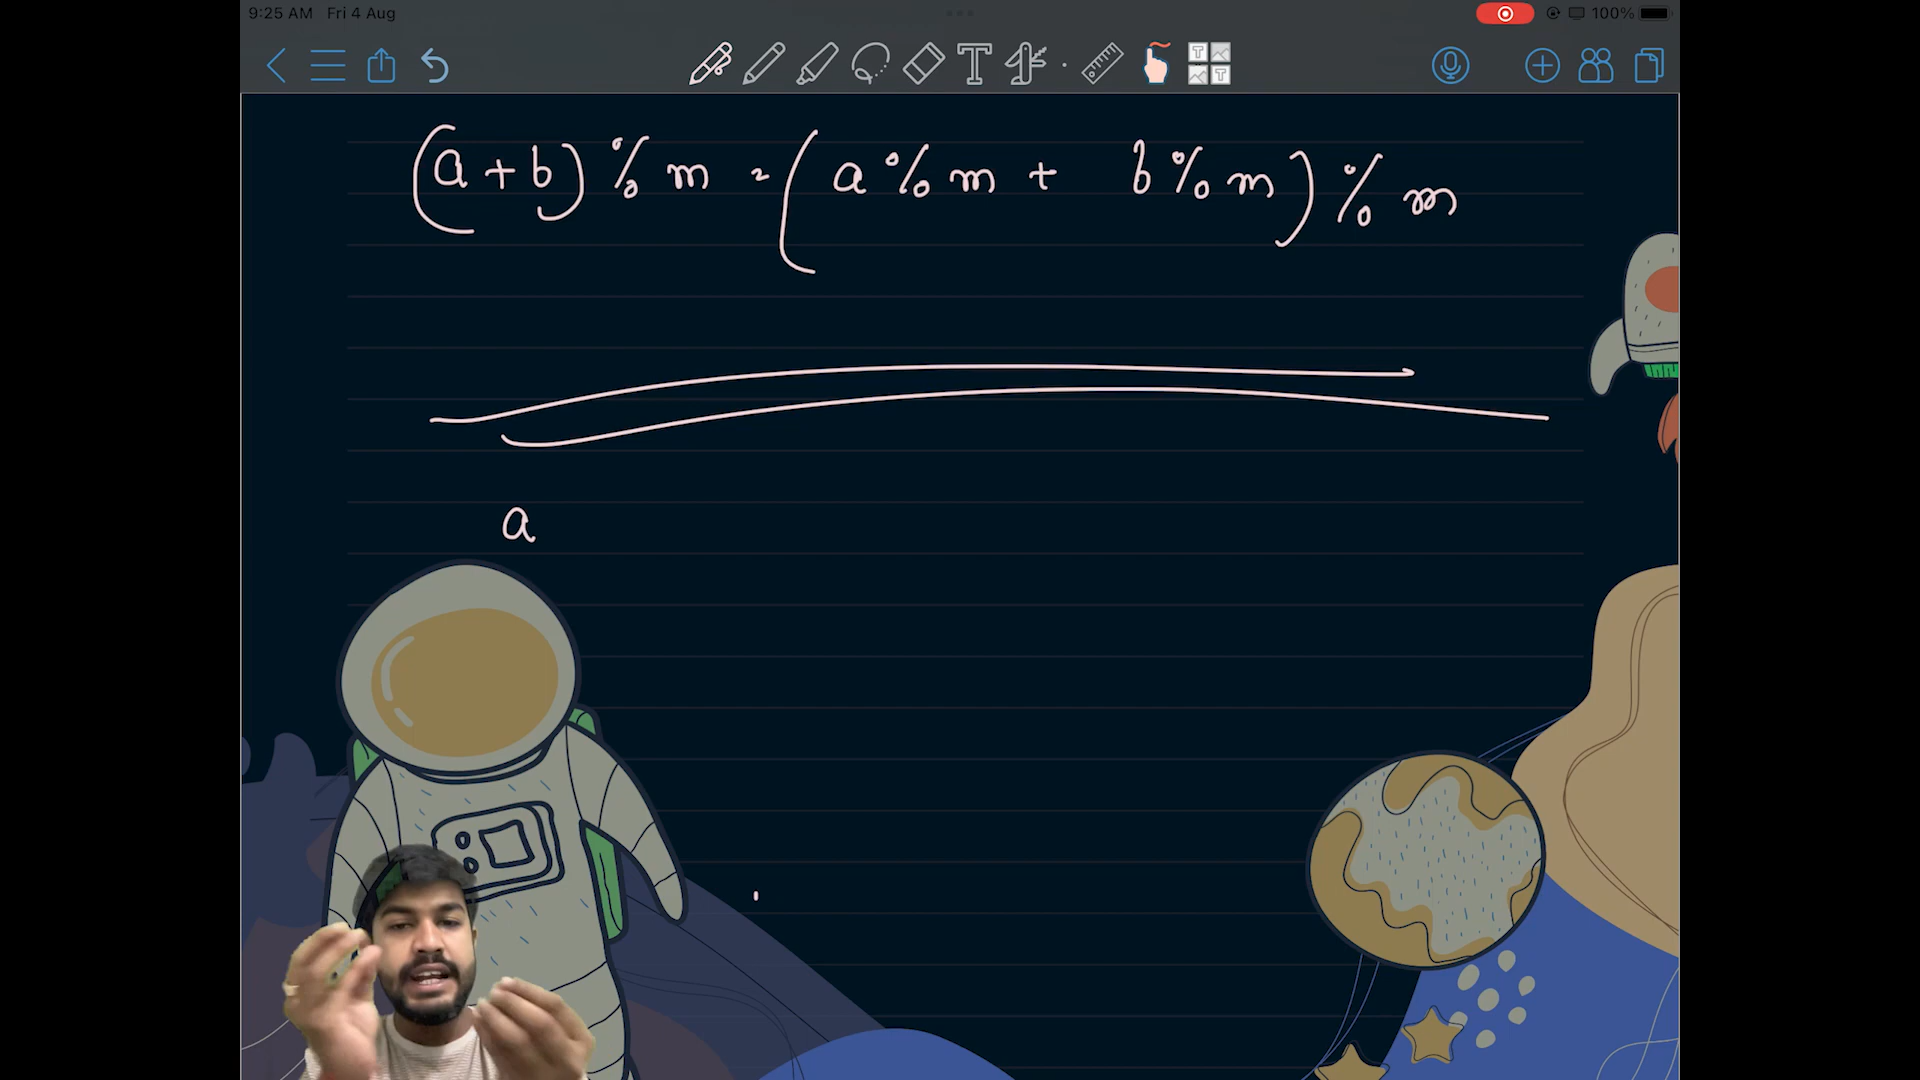 9:25 AM Fri 4 Aug
100%
(a + b) % m = (a % m + b % m) % m
a